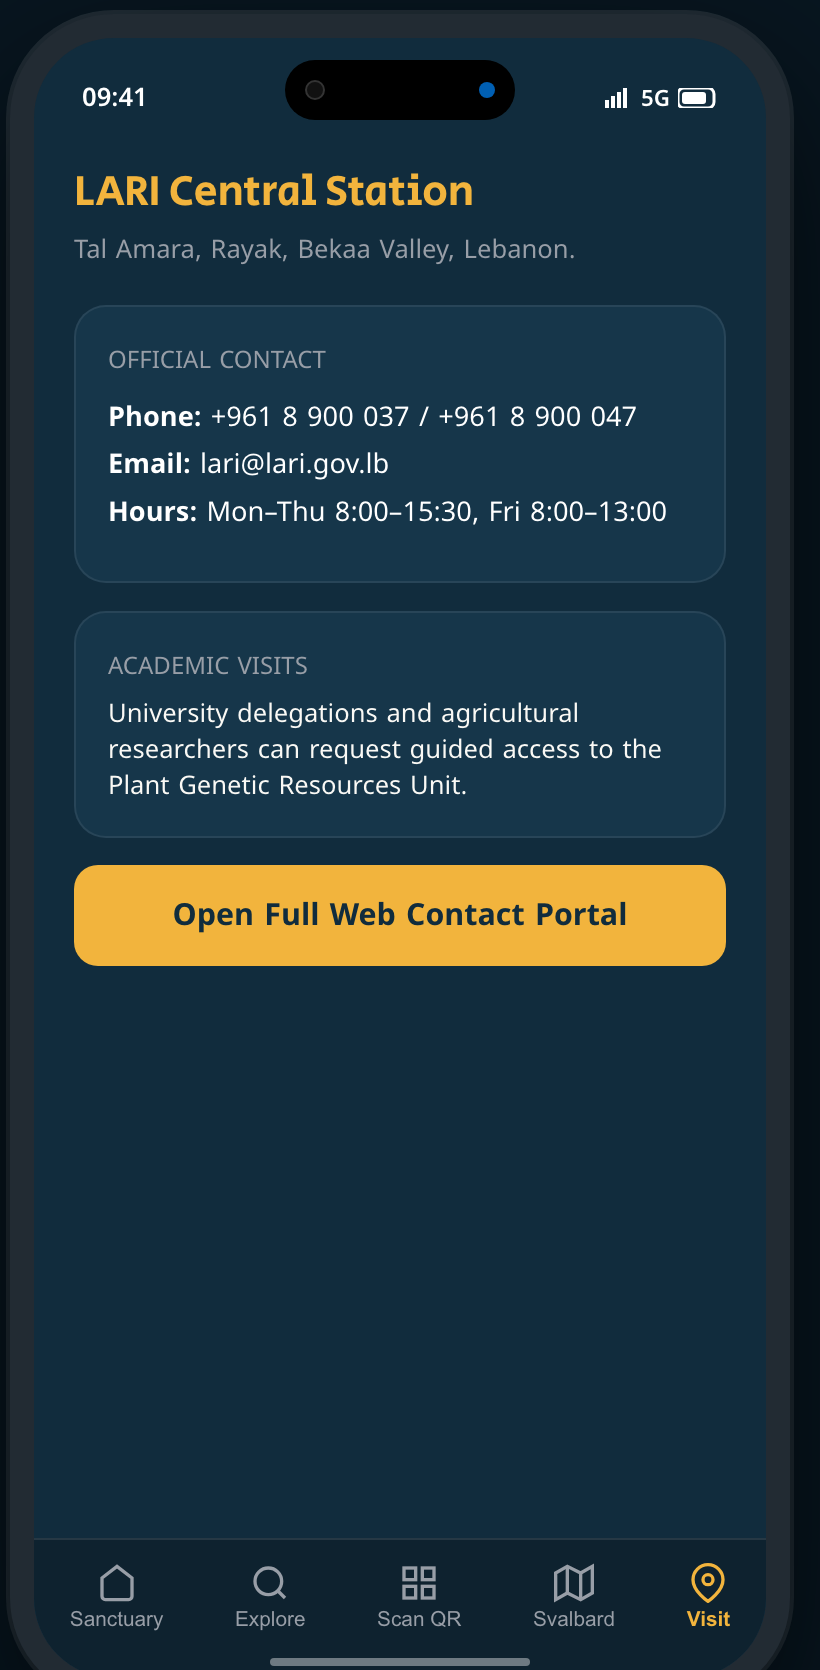 09:41
5G
LARI Central Station
Tal Amara, Rayak, Bekaa Valley, Lebanon.
OFFICIAL CONTACT
Phone: +961 8 900 037 / +961 8 900 047
Email: lari@lari.gov.lb
Hours: Mon–Thu 8:00–15:30, Fri 8:00–13:00
ACADEMIC VISITS
University delegations and agricultural
researchers can request guided access to the
Plant Genetic Resources Unit.
Open Full Web Contact Portal
Sanctuary
Explore
Scan QR
Svalbard
Visit